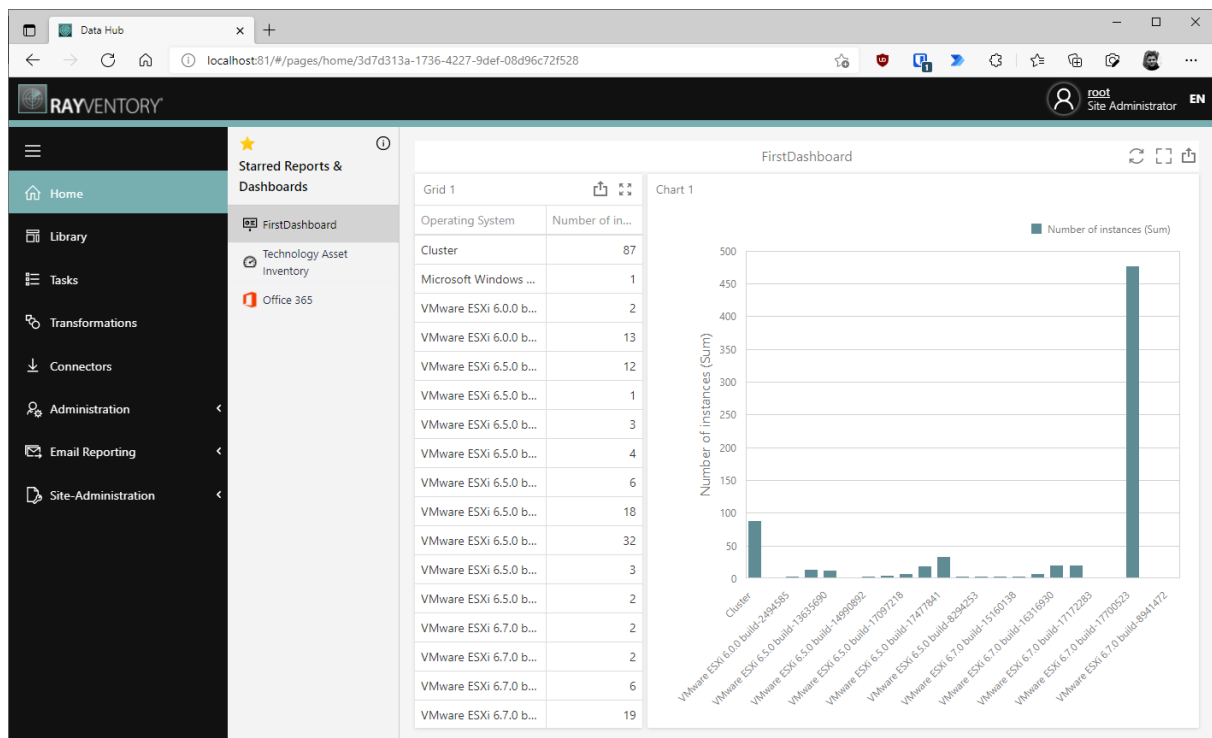 Data Hub
localhost:81/#/pages/home/3d7d313a-1736-4227-9def-08d96c72f528
1
RAYVENTORY
root
Site Administrator
EN
Home
Library
Tasks
Transformations
Connectors
Administration
Email Reporting
Site-Administration
Starred Reports &
Dashboards
FirstDashboard
Technology Asset
Inventory
Office 365
FirstDashboard
Grid 1
Operating System Number of in...
Cluster 87
Microsoft Windows ... 1
VMware ESXi 6.0.0 b... 2
VMware ESXi 6.0.0 b... 13
VMware ESXi 6.5.0 b... 12
VMware ESXi 6.5.0 b... 1
VMware ESXi 6.5.0 b... 3
VMware ESXi 6.5.0 b... 4
VMware ESXi 6.5.0 b... 6
VMware ESXi 6.5.0 b... 18
VMware ESXi 6.5.0 b... 32
VMware ESXi 6.5.0 b... 3
VMware ESXi 6.5.0 b... 2
VMware ESXi 6.7.0 b... 2
VMware ESXi 6.7.0 b... 2
VMware ESXi 6.7.0 b... 6
VMware ESXi 6.7.0 b... 19
Chart 1
Number of instances (Sum)
Number of instances (Sum)
500
450
400
350
300
250
200
150
100
50
0
Cluster
VMware ESXi 6.0.0 build-2494585
VMware ESXi 6.5.0 build-13635690
VMware ESXi 6.5.0 build-14990892
VMware ESXi 6.5.0 build-17097218
VMware ESXi 6.5.0 build-17477841
VMware ESXi 6.5.0 build-8294253
VMware ESXi 6.7.0 build-15160138
VMware ESXi 6.7.0 build-16316930
VMware ESXi 6.7.0 build-17172283
VMware ESXi 6.7.0 build-17700523
VMware ESXi 6.7.0 build-8941472